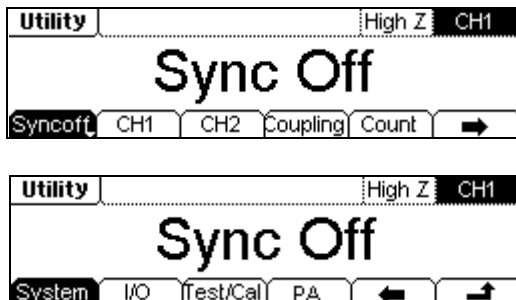 Utility High Z CH1
Sync Off
Syncoff CH1 CH2 Coupling Count
Utility High Z CH1
Sync Off
System I/O Test/Cal PA